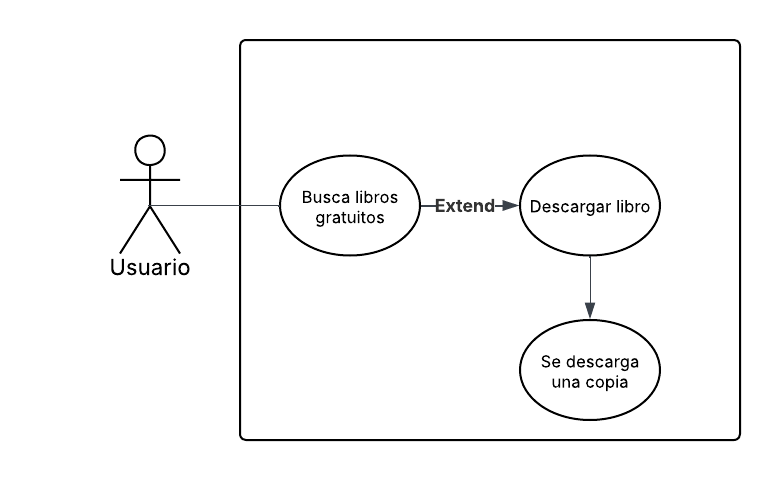 Busca libros
gratuitos
Extend
Descargar libro
Usuario
Se descarga
una copia